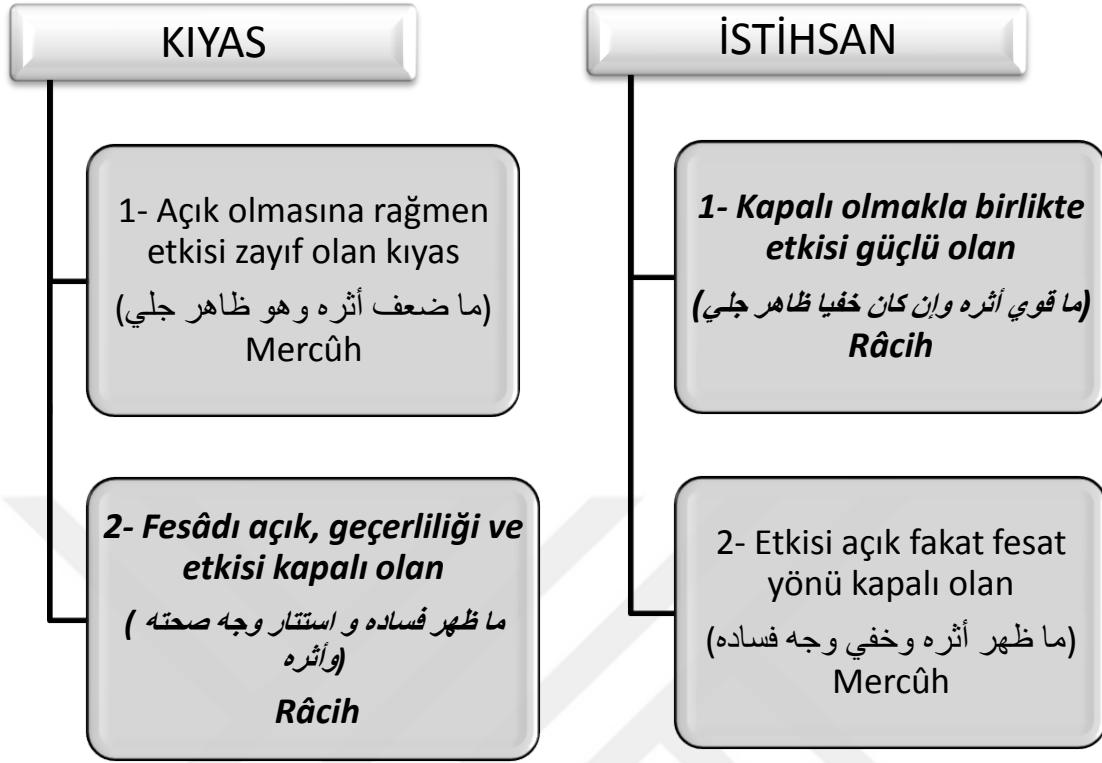 KIYAS
1- Açık olmasına rağmen
etkisi zayıf olan kıyas
(ما ضعف أثره وهو ظاهر جلي)
Mercûh
2- Fesâdı açık, geçerliliği ve
etkisi kapalı olan
( ما ظهر فساده و استتار وجه صحته
وأثره)
Râcih
İSTİHSAN
1- Kapalı olmakla birlikte
etkisi güçlü olan
(ما قوي أثره وإن كان خفيا ظاهر جلي)
Râcih
2- Etkisi açık fakat fesat
yönü kapalı olan
(ما ظهر أثره وخفي وجه فساده)
Mercûh